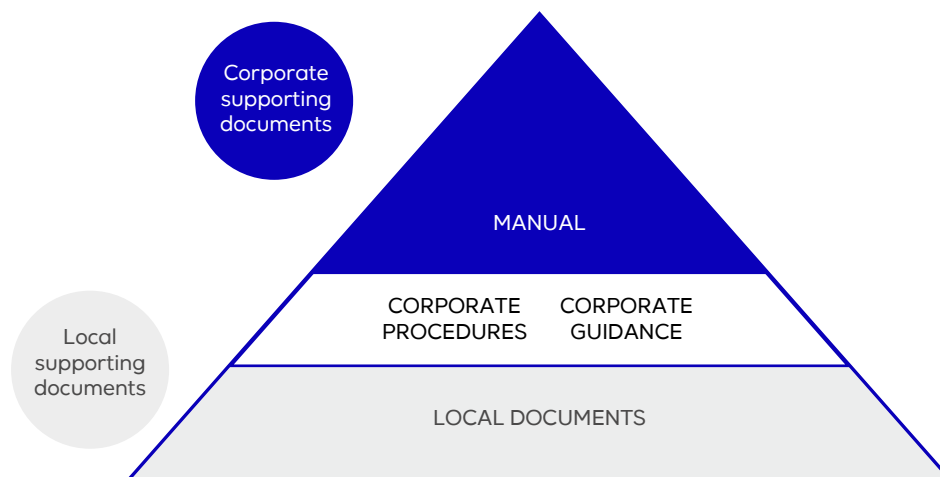 Corporate
supporting
documents
MANUAL
CORPORATE
PROCEDURES
CORPORATE
GUIDANCE
Local
supporting
documents
LOCAL DOCUMENTS